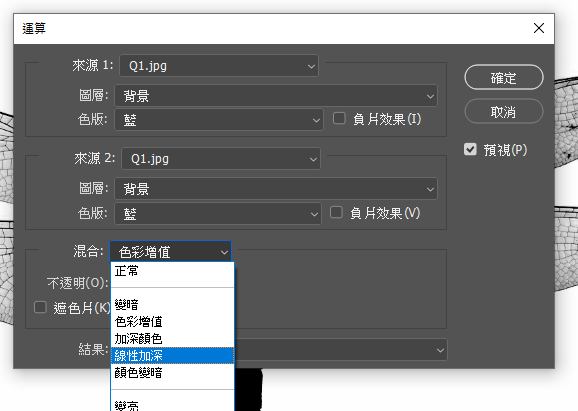 運算
來源 1: Q1.jpg
確定
圖層: 背景
取消
色版: 藍 負片效果(I)
預視(P)
來源 2: Q1.jpg
圖層: 背景
色版: 藍 負片效果(V)
混合: 色彩增值
正常
不透明(O):
變暗
遮色片(K)
色彩增值
加深顏色
結果:
線性加深
顏色變暗
變亮